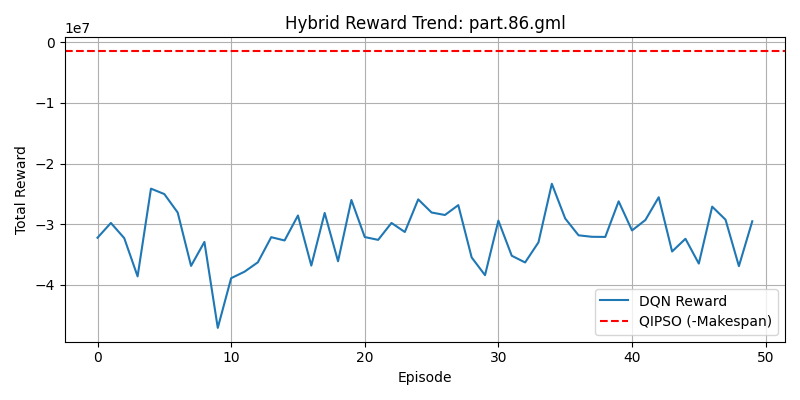 Hybrid Reward Trend: part.86.gml
1e7
0
−1
−2
−3
−4
Total Reward
0 10 20 30 40 50
Episode
DQN Reward
QIPSO (-Makespan)